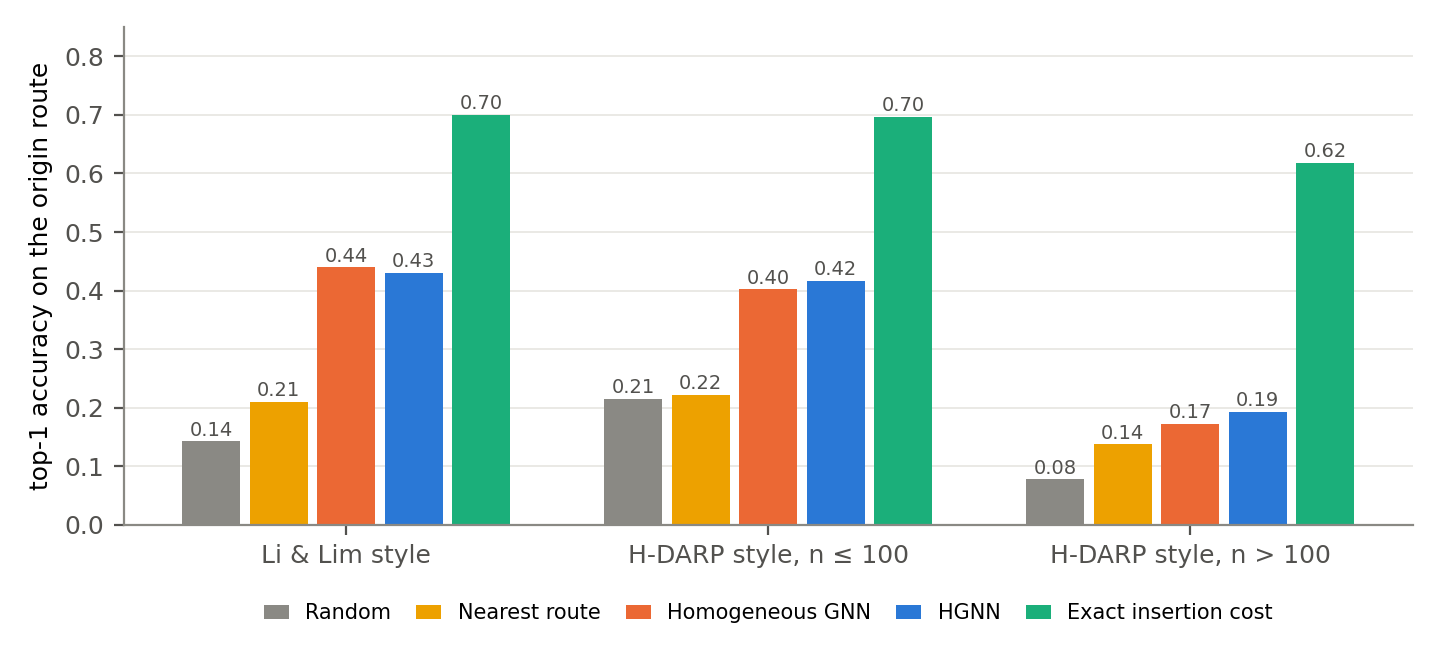 top-1 accuracy on the origin route
0.8
0.7
0.6
0.5
0.4
0.3
0.2
0.1
0.0
0.14
0.21
0.44
0.43
0.70
0.21
0.22
0.40
0.42
0.70
0.08
0.14
0.17
0.19
0.62
Li & Lim style
H-DARP style, n ≤ 100
H-DARP style, n > 100
Random
Nearest route
Homogeneous GNN
HGNN
Exact insertion cost